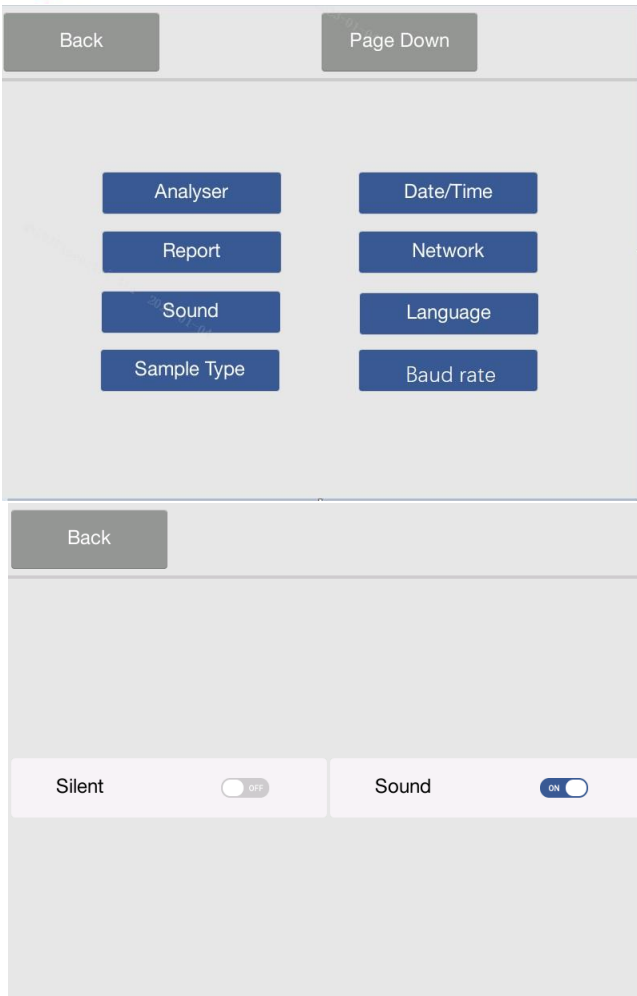 Back
Page Down
Analyser
Date/Time
Report
Network
Sound
Language
Sample Type
Baud rate
Back
Silent
OFF
Sound
ON